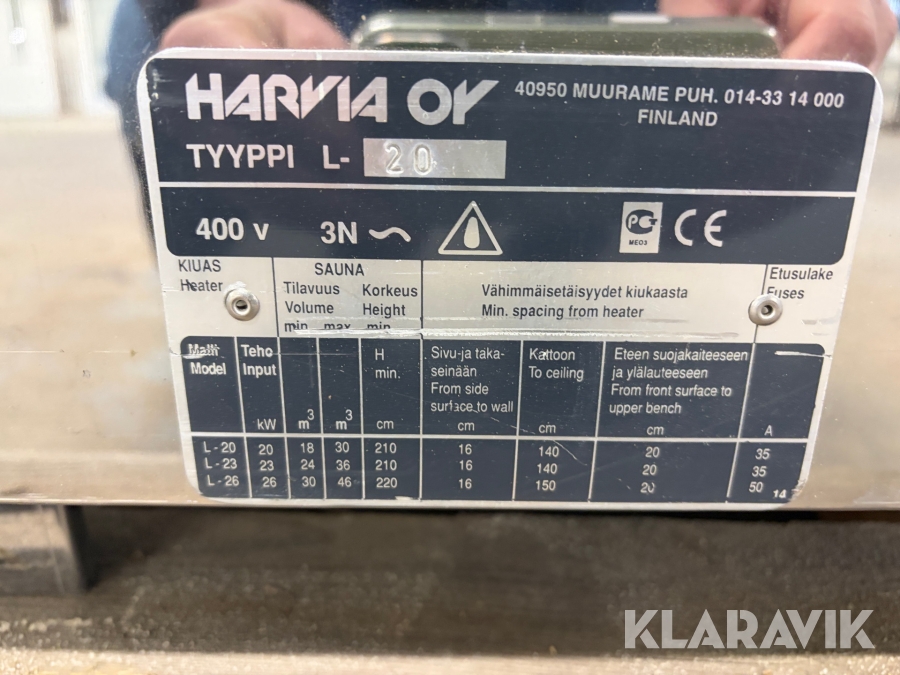 HARVIA OY
40950 MUURAME PUH. 014-33 14 000
FINLAND
TYYPPI L- 20
400 V 3N ~
PCT
ME03
CE
KIUAS
Heater
SAUNA
Tilavuus
Volume
min. max.
Korkeus
Height
min.
Vähimmäisetäisyydet kiukaasta
Min. spacing from heater
Etusulake
Fuses
Malli
Model
Teho
Input
kW
m3
m3
H
min.
cm
Sivu-ja taka-
seinään
From side
surface to wall
cm
Kattoon
To ceiling
cm
Eteen suojakaiteeseen
ja ylälauteeseen
From front surface to
upper bench
cm
A
L-20 20 18 30 210 16 140 20 35
L-23 23 24 36 210 16 140 20 35
L-26 26 30 46 220 16 150 20 50
14
KLARAVIK